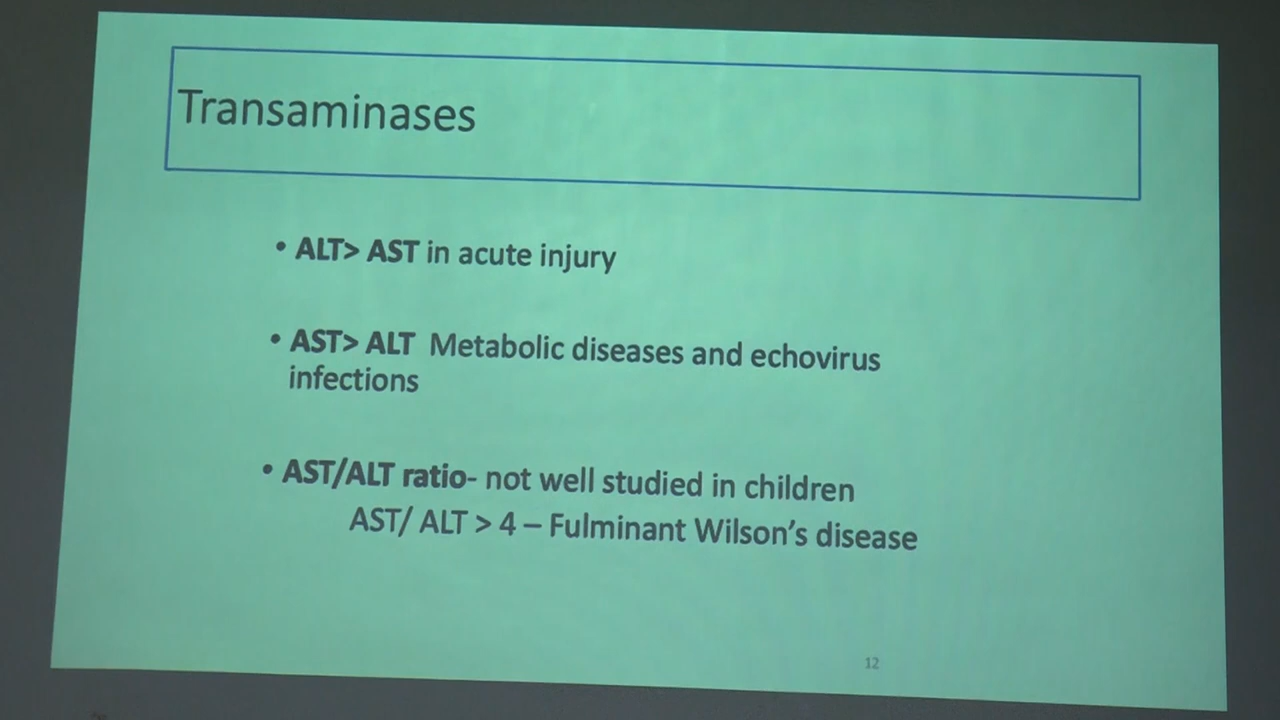 Transaminases
• ALT> AST in acute injury
• AST> ALT Metabolic diseases and echovirus
infections
• AST/ALT ratio- not well studied in children
AST/ ALT > 4 – Fulminant Wilson's disease
12